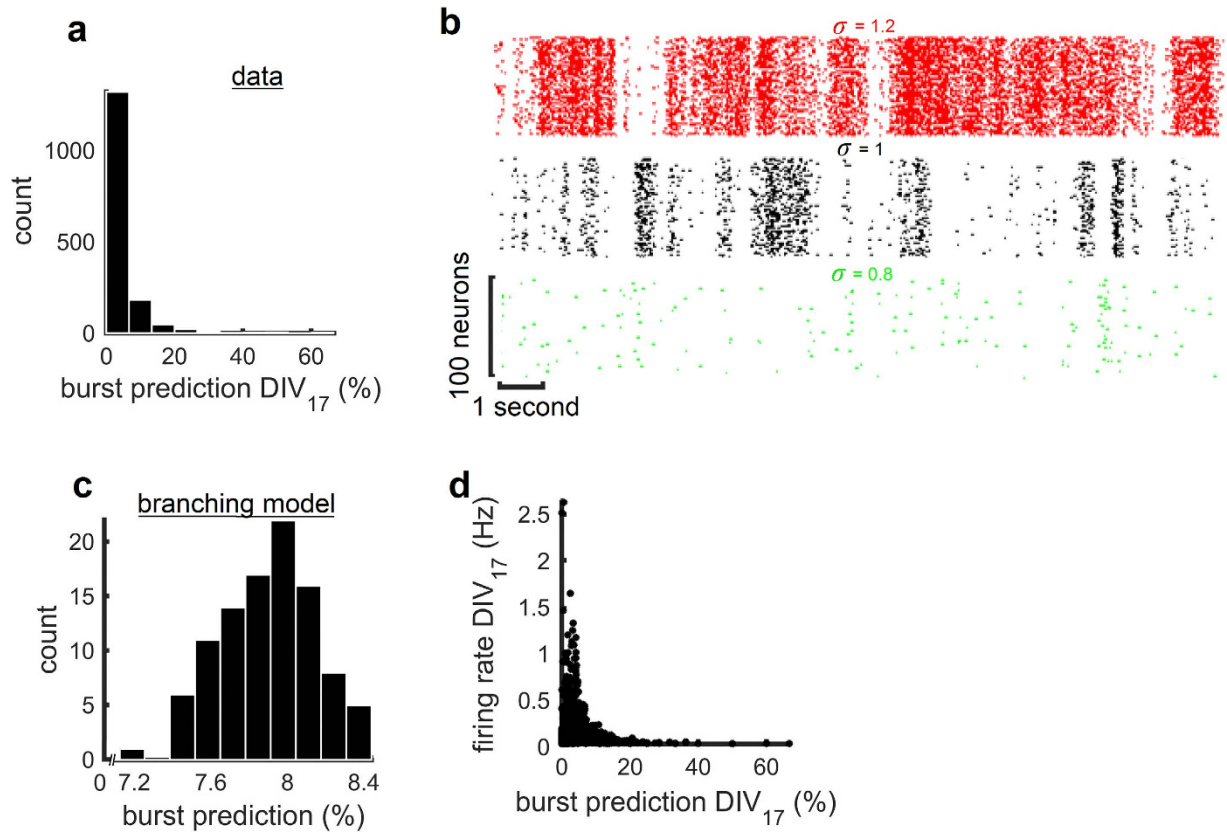 a
data
count
1000
500
0
0 20 40 60
burst prediction DIV17 (%)
b
σ = 1.2
σ = 1
σ = 0.8
100 neurons
1 second
c
branching model
count
20
15
10
5
0
0 7.2 7.6 8 8.4
burst prediction (%)
d
firing rate DIV17 (Hz)
2.5
2
1.5
1
0.5
0
0 20 40 60
burst prediction DIV17 (%)